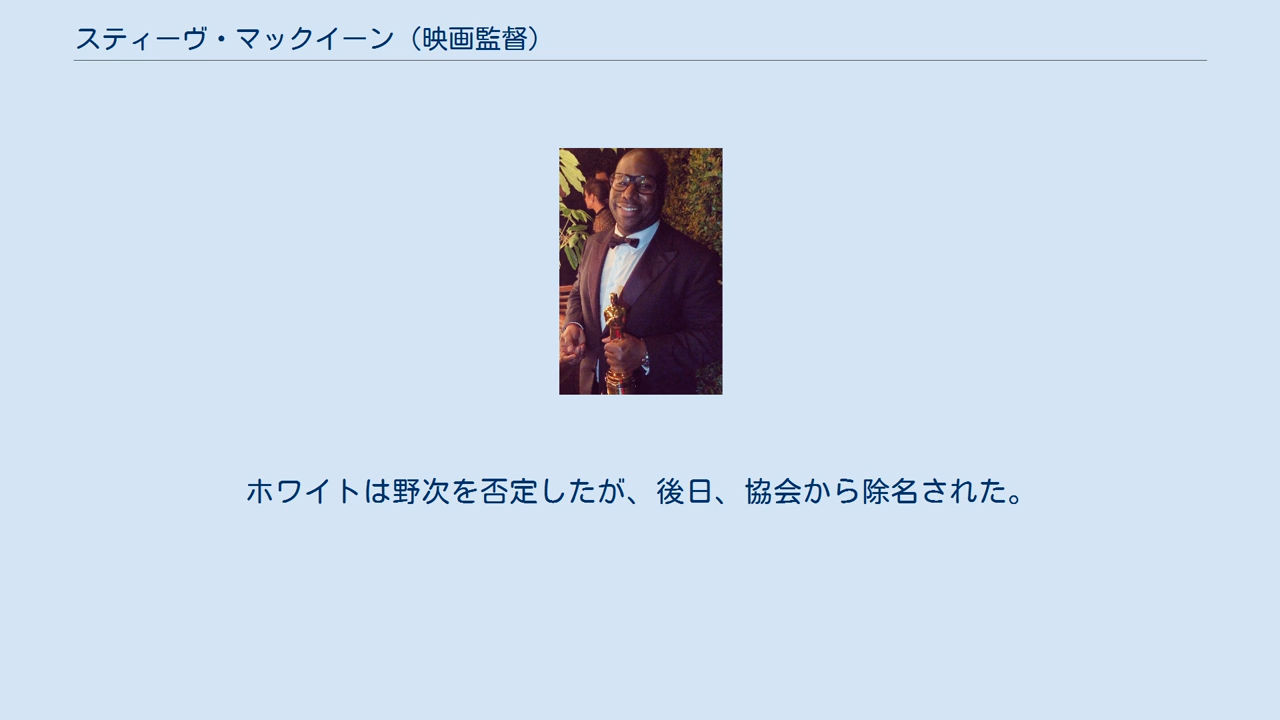 スティーヴ・マックイーン（映画監督）
ホワイトは野次を否定したが、後日、協会から除名された。